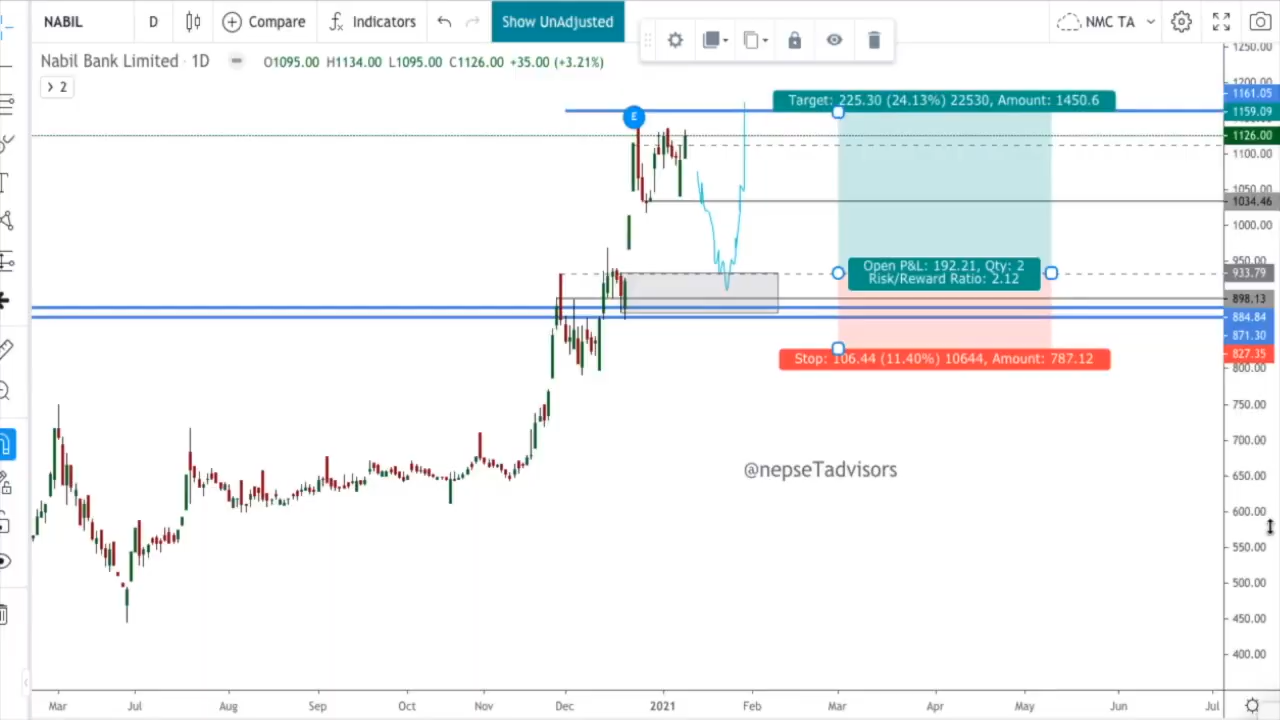 NABIL D Compare Indicators Show UnAdjusted NMC TA
Nabil Bank Limited · 1D O1095.00 H1134.00 L1095.00 C1126.00 +35.00 (+3.21%)
2
1250.00
1200.00
1161.05
1159.09
1126.00
1100.00
1050.00
1034.46
1000.00
950.00
933.79
898.13
884.84
871.30
827.35
800.00
750.00
700.00
650.00
600.00
550.00
500.00
450.00
400.00
Target: 225.30 (24.13%) 22530, Amount: 1450.6
E
Open P&L: 192.21, Qty: 2
Risk/Reward Ratio: 2.12
Stop: 106.44 (11.40%) 10644, Amount: 787.12
@nepseTadvisors
Mar Jul Aug Sep Oct Nov Dec 2021 Feb Mar Apr May Jun Jul